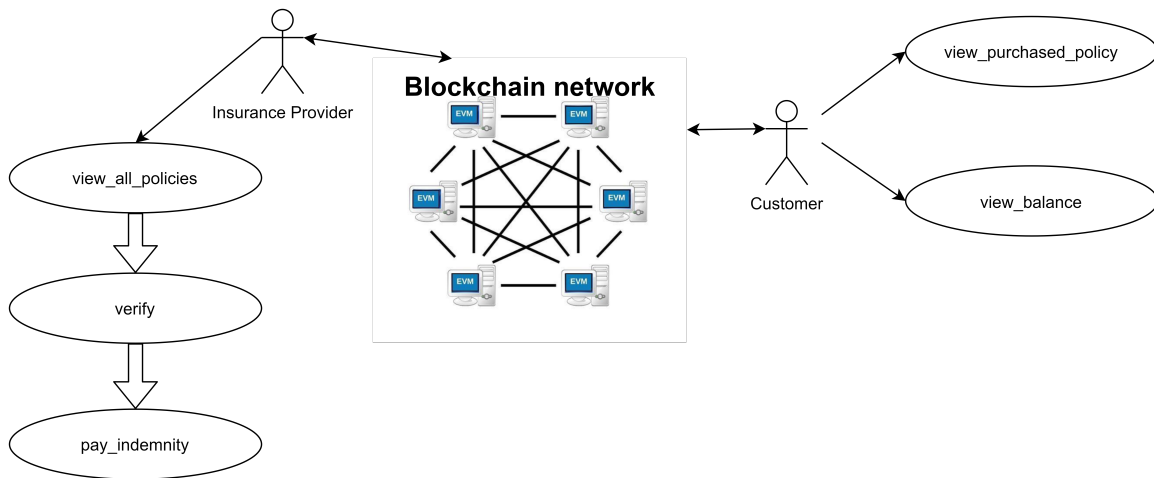 Insurance Provider
view_all_policies
verify
pay_indemnity
Blockchain network
EVM
EVM
EVM
EVM
EVM
EVM
Customer
view_purchased_policy
view_balance